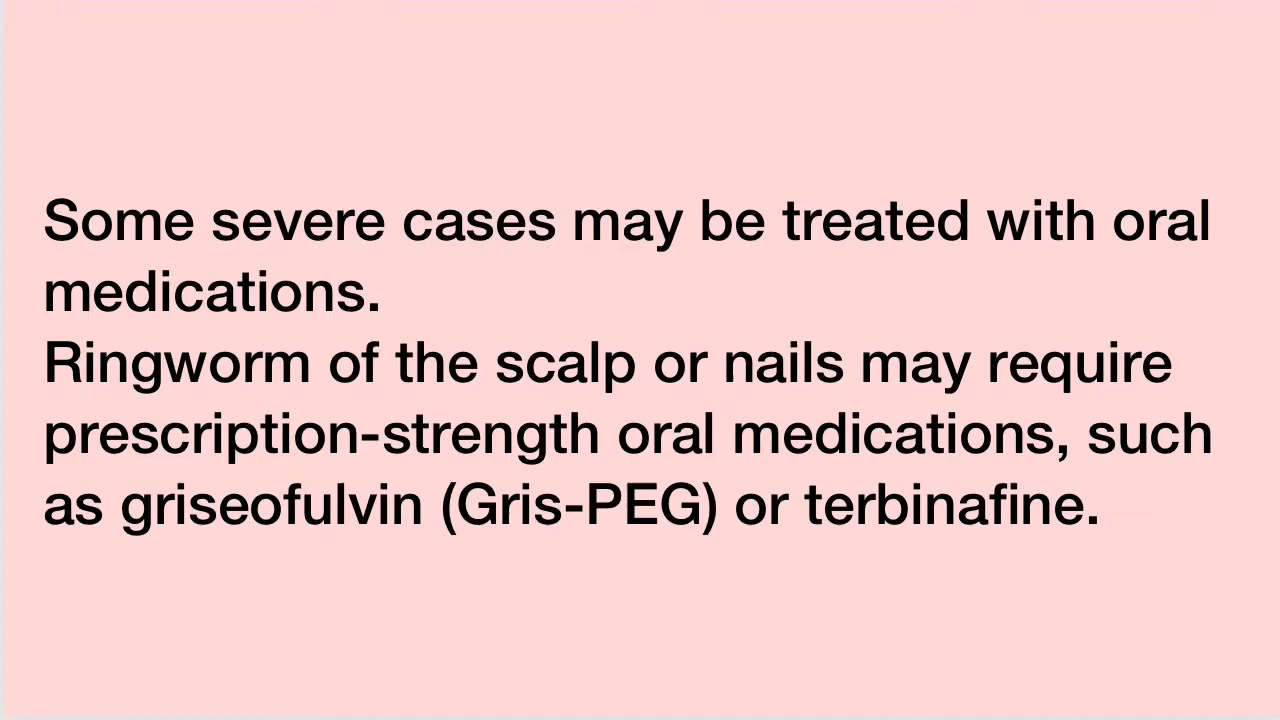 Some severe cases may be treated with oral
medications.
Ringworm of the scalp or nails may require
prescription-strength oral medications, such
as griseofulvin (Gris-PEG) or terbinafine.